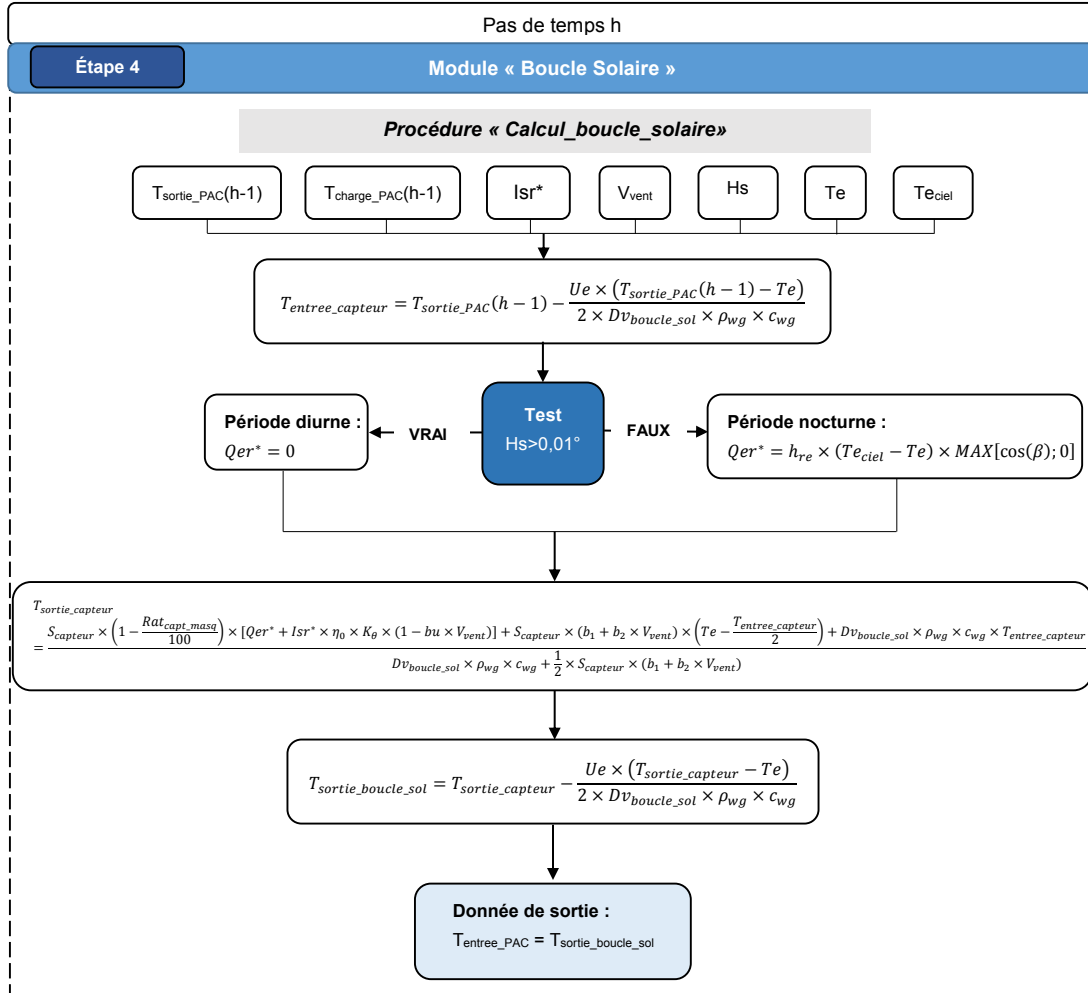 Pas de temps h
Étape 4
Module « Boucle Solaire »
Procédure « Calcul_boucle_solaire»
T_sortie_PAC(h-1)
T_charge_PAC(h-1)
Isr*
V_vent
Hs
Te
Te_ciel
T_entree_capteur = T_sortie_PAC(h − 1) − (Ue × (T_sortie_PAC(h − 1) − Te)) / (2 × Dv_boucle_sol × ρ_wg × c_wg)
Période diurne :
Qer* = 0
VRAI
Test
Hs>0,01°
FAUX
Période nocturne :
Qer* = h_re × (Te_ciel − Te) × MAX[cos(β); 0]
T_sortie_capteur
= (S_capteur × (1 − Rat_capt_masq / 100) × [Qer* + Isr* × η_0 × K_θ × (1 − bu × V_vent)] + S_capteur × (b_1 + b_2 × V_vent) × (Te − T_entree_capteur / 2) + Dv_boucle_sol × ρ_wg × c_wg × T_entree_capteur) / (Dv_boucle_sol × ρ_wg × c_wg + 1/2 × S_capteur × (b_1 + b_2 × V_vent))
T_sortie_boucle_sol = T_sortie_capteur − (Ue × (T_sortie_capteur − Te)) / (2 × Dv_boucle_sol × ρ_wg × c_wg)
Donnée de sortie :
T_entree_PAC = T_sortie_boucle_sol